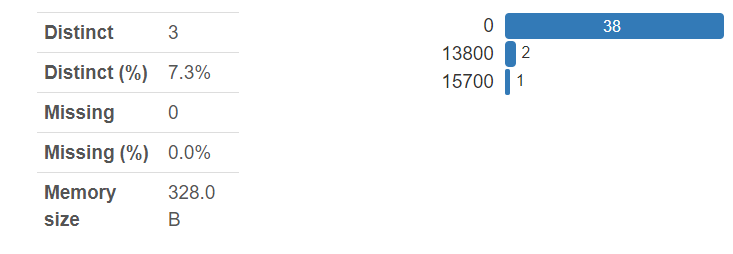 Distinct 3
Distinct (%) 7.3%
Missing 0
Missing (%) 0.0%
Memory size 328.0 B
0 38
13800 2
15700 1